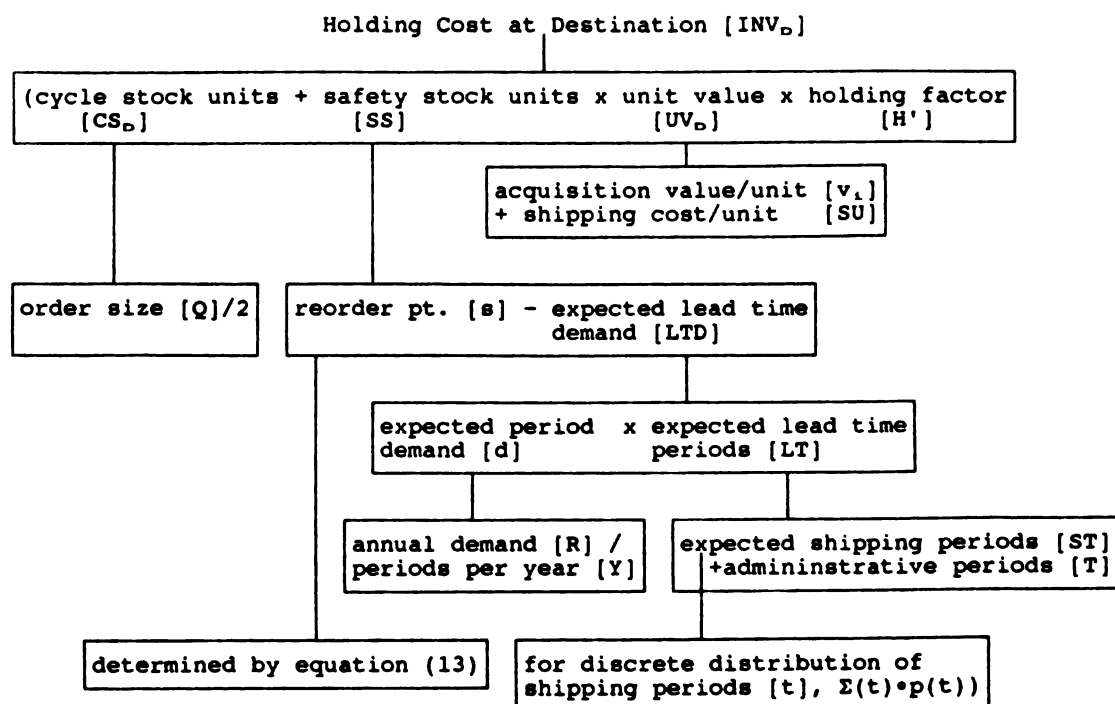 Holding Cost at Destination [INV_D]
(cycle stock units + safety stock units x unit value x holding factor
[CS_D] [SS] [UV_D] [H']
acquisition value/unit [v_i]
+ shipping cost/unit [SU]
order size [Q]/2
reorder pt. [s] - expected lead time
demand [LTD]
expected period x expected lead time
demand [d] periods [LT]
annual demand [R] /
periods per year [Y]
expected shipping periods [ST]
+admininstrative periods [T]
determined by equation (13)
for discrete distribution of
shipping periods [t], Σ(t)•p(t))